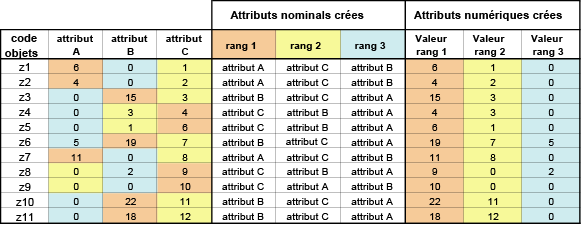 Attributs nominals crées Attributs numériques crées
code objets attribut A attribut B attribut C rang 1 rang 2 rang 3 Valeur rang 1 Valeur rang 2 Valeur rang 3
z1 6 0 1 attribut A attribut C attribut B 6 1 0
z2 4 0 2 attribut A attribut C attribut B 4 2 0
z3 0 15 3 attribut B attribut C attribut A 15 3 0
z4 0 3 4 attribut C attribut B attribut A 4 3 0
z5 0 1 6 attribut C attribut B attribut A 6 1 0
z6 5 19 7 attribut B attribut C attribut A 19 7 5
z7 11 0 8 attribut A attribut C attribut B 11 8 0
z8 0 2 9 attribut C attribut A attribut B 9 0 2
z9 0 0 10 attribut C attribut A attribut B 10 0 0
z10 0 22 11 attribut B attribut C attribut A 22 11 0
z11 0 18 12 attribut B attribut C attribut A 18 12 0